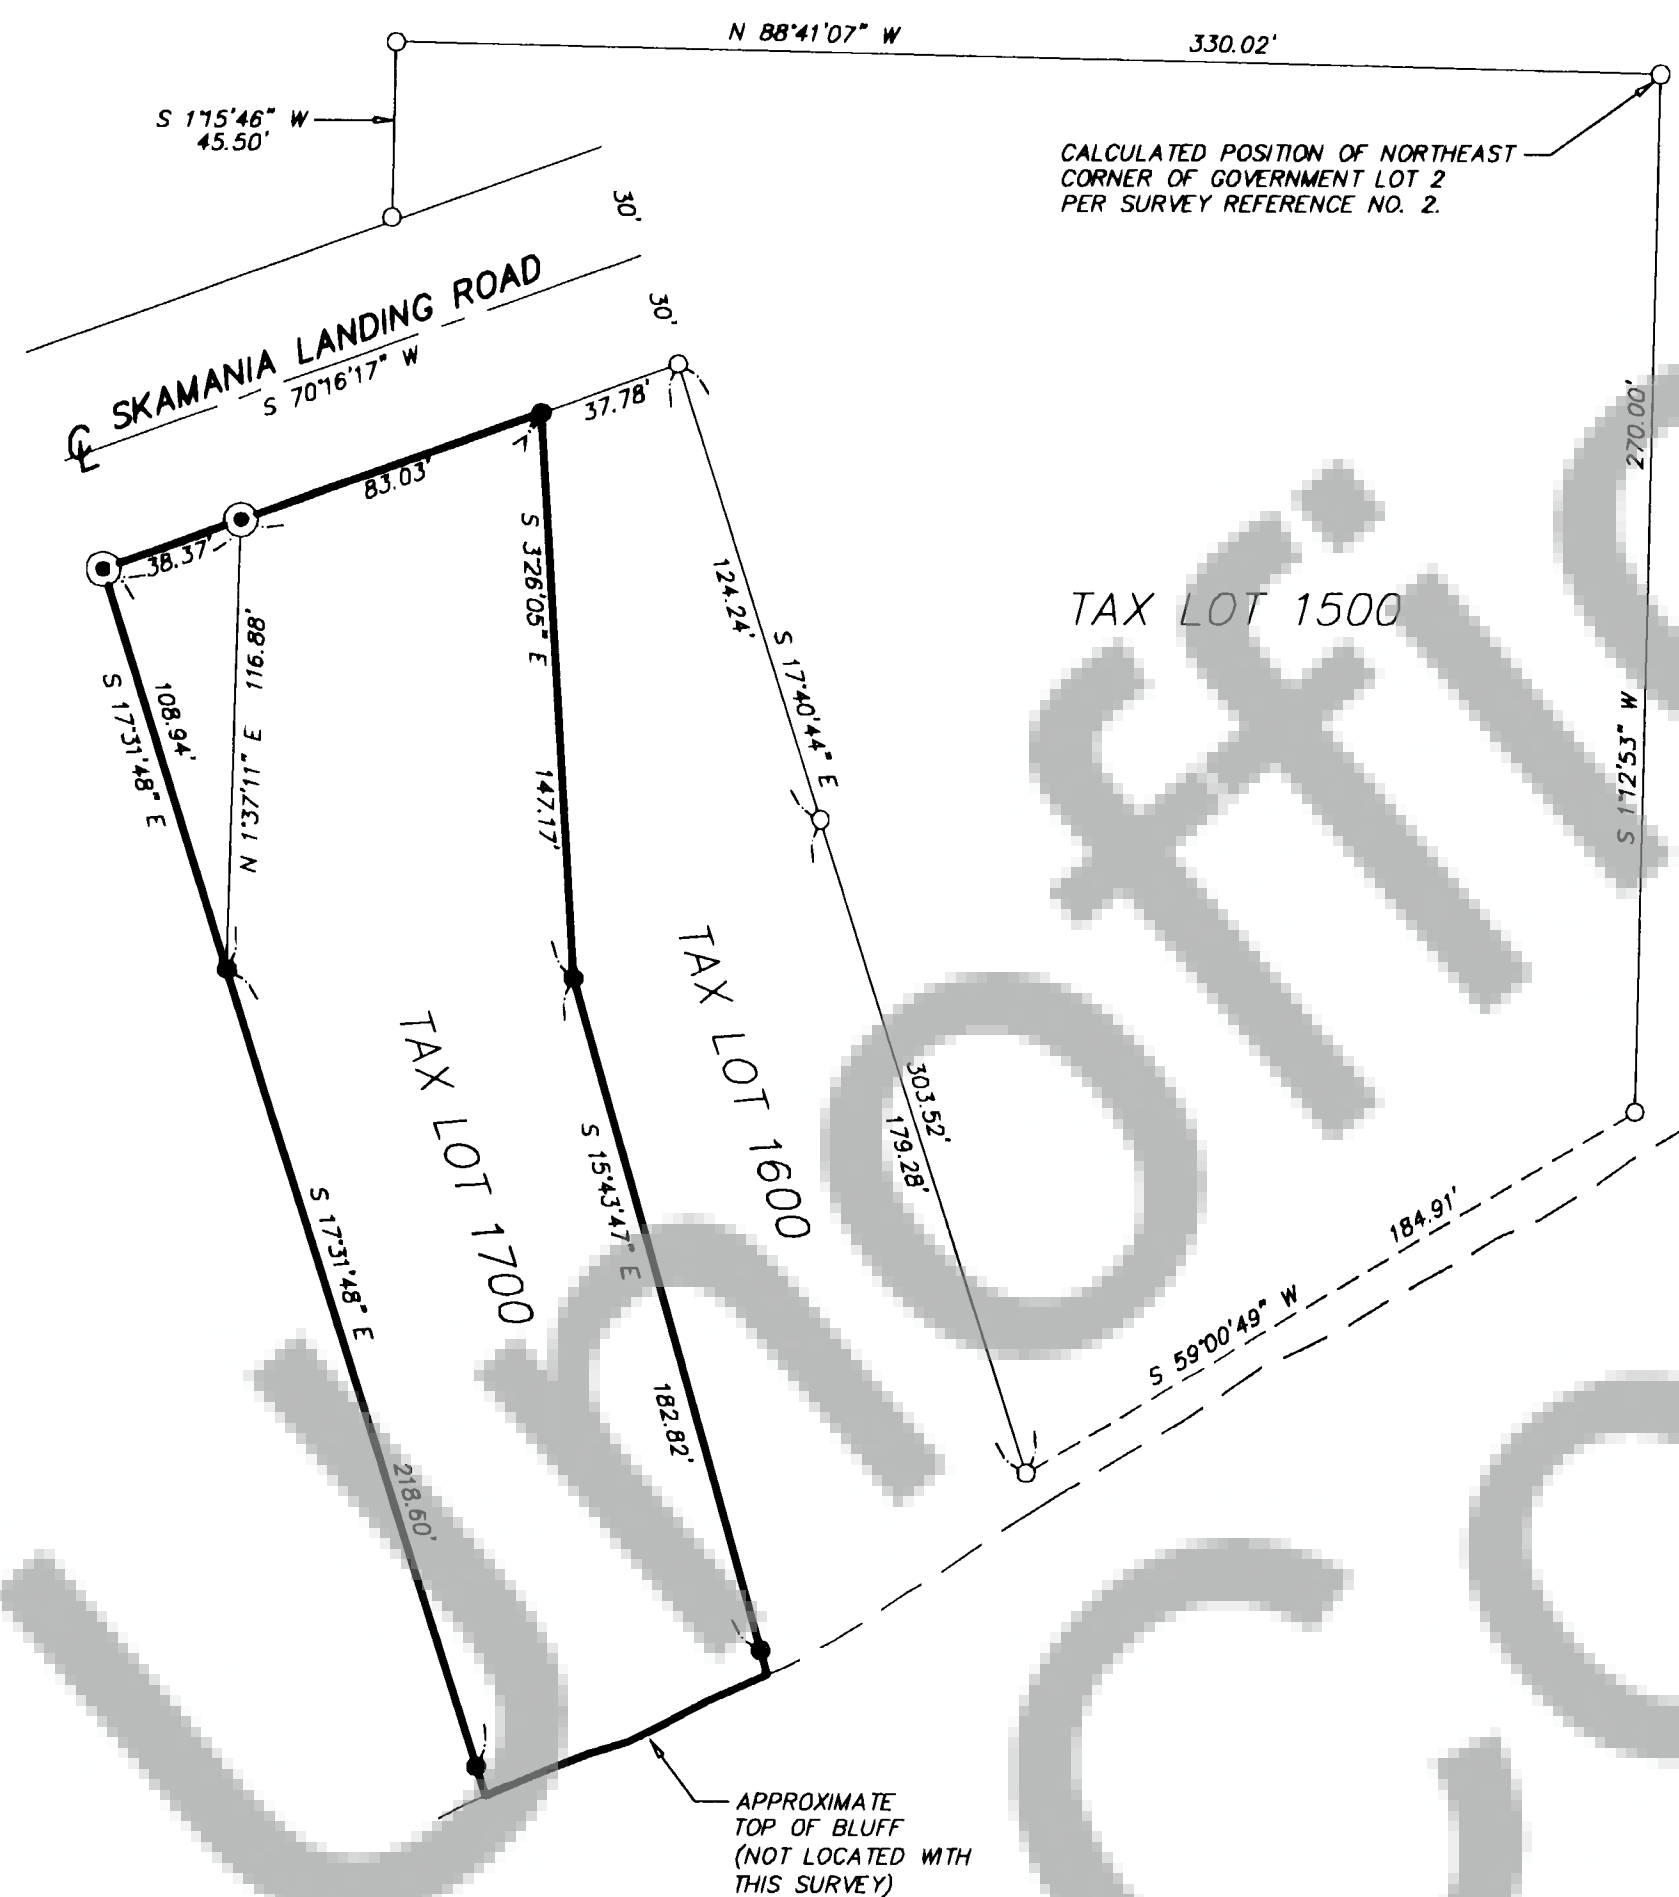 N 88°41'07" W 330.02'
S 1°15'46" W
45.50'
CALCULATED POSITION OF NORTHEAST
CORNER OF GOVERNMENT LOT 2
PER SURVEY REFERENCE NO. 2.
30'
℄ SKAMANIA LANDING ROAD
S 70°16'17" W
30'
37.78'
83.03'
38.37'
270.00'
S 1°12'53" W
TAX LOT 1500
S 3°26'05" E
147.17'
124.24'
S 17°40'44" E
N 1°37'11" E 116.88'
108.94'
S 17°31'48" E
TAX LOT 1600
TAX LOT 1700
303.52'
179.28'
S 15°43'47" E
182.82'
S 17°31'48" E
218.60'
184.91'
S 59°00'49" W
APPROXIMATE
TOP OF BLUFF
(NOT LOCATED WITH
THIS SURVEY)